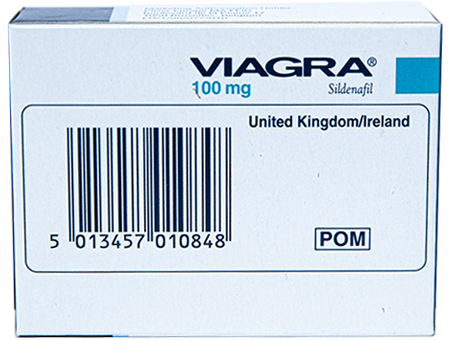 VIAGRA®
100 mg Sildenafil
United Kingdom/Ireland
5 013457 010848
POM